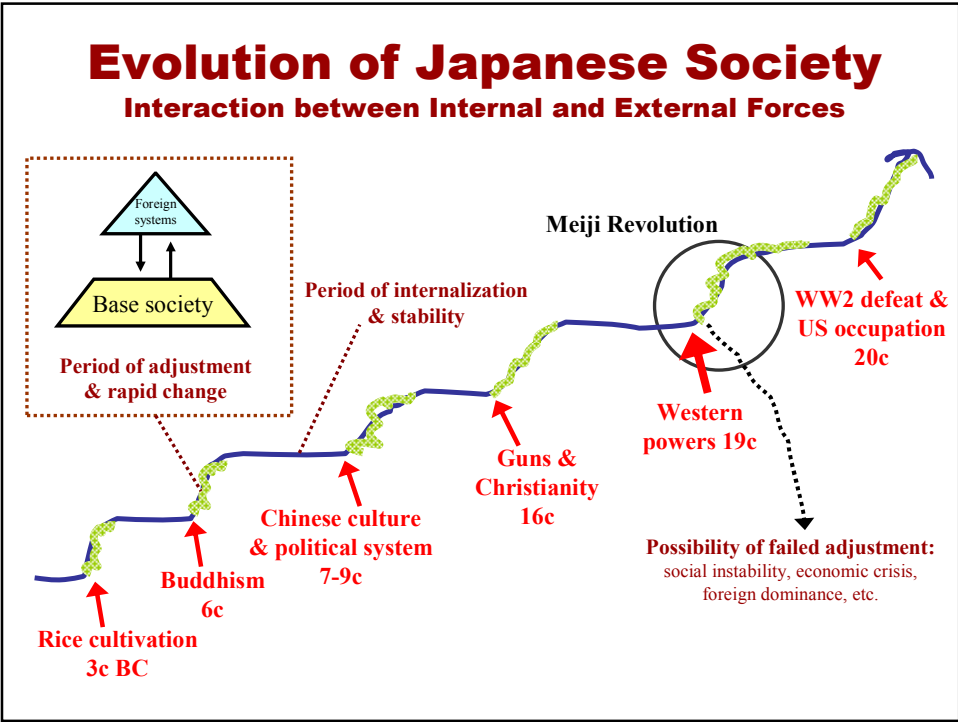 Evolution of Japanese Society
Interaction between Internal and External Forces
Foreign
systems
Base society
Period of adjustment
& rapid change
Period of internalization
& stability
Meiji Revolution
WW2 defeat &
US occupation
20c
Western
powers 19c
Guns &
Christianity
16c
Chinese culture
& political system
7-9c
Buddhism
6c
Rice cultivation
3c BC
Possibility of failed adjustment:
social instability, economic crisis,
foreign dominance, etc.